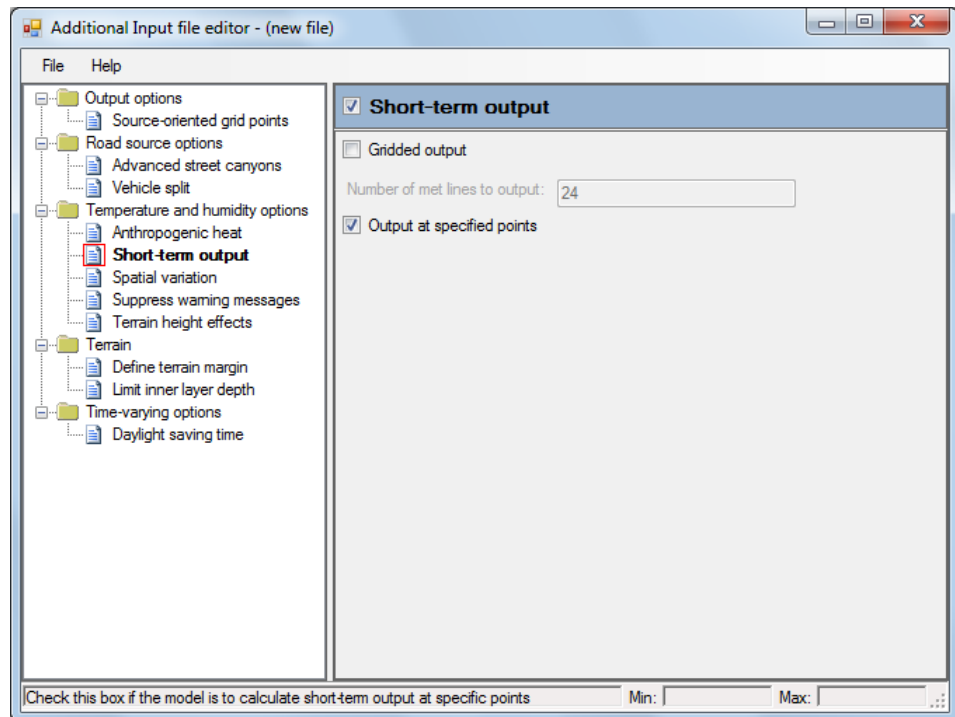 Additional Input file editor - (new file)
File Help
Output options
Source-oriented grid points
Road source options
Advanced street canyons
Vehicle split
Temperature and humidity options
Anthropogenic heat
Short-term output
Spatial variation
Suppress warning messages
Terrain height effects
Terrain
Define terrain margin
Limit inner layer depth
Time-varying options
Daylight saving time
Short-term output
Gridded output
Number of met lines to output: 24
Output at specified points
Check this box if the model is to calculate short-term output at specific points Min: Max: